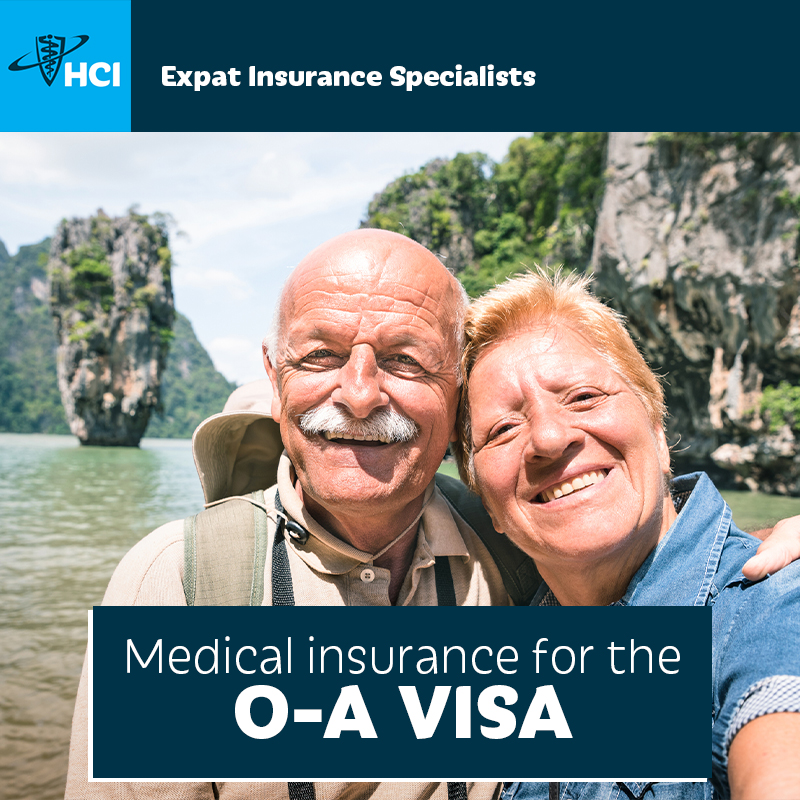 HCI
Expat Insurance Specialists
Medical insurance for the
O-A VISA